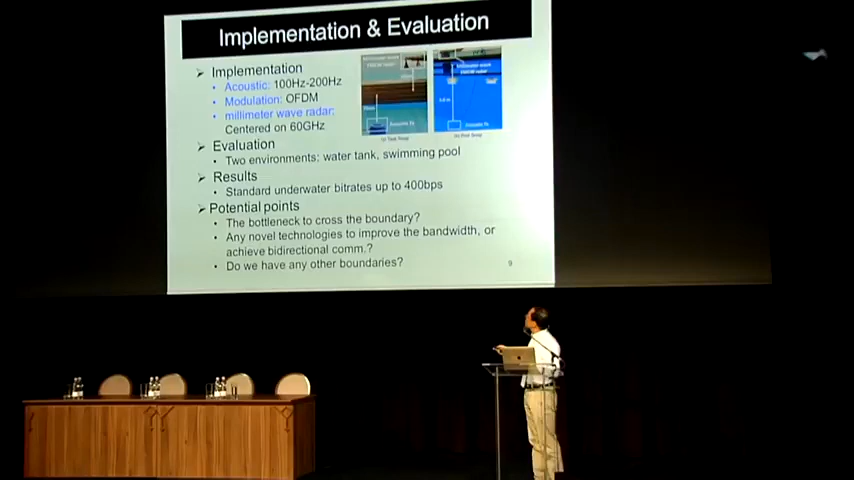 Implementation & Evaluation
➢ Implementation
• Acoustic: 100Hz-200Hz
• Modulation: OFDM
• millimeter wave radar:
Centered on 60GHz
➢ Evaluation
• Two environments: water tank, swimming pool
➢ Results
• Standard underwater bitrates up to 400bps
➢ Potential points
• The bottleneck to cross the boundary?
• Any novel technologies to improve the bandwidth, or
achieve bidirectional comm.?
• Do we have any other boundaries?
9